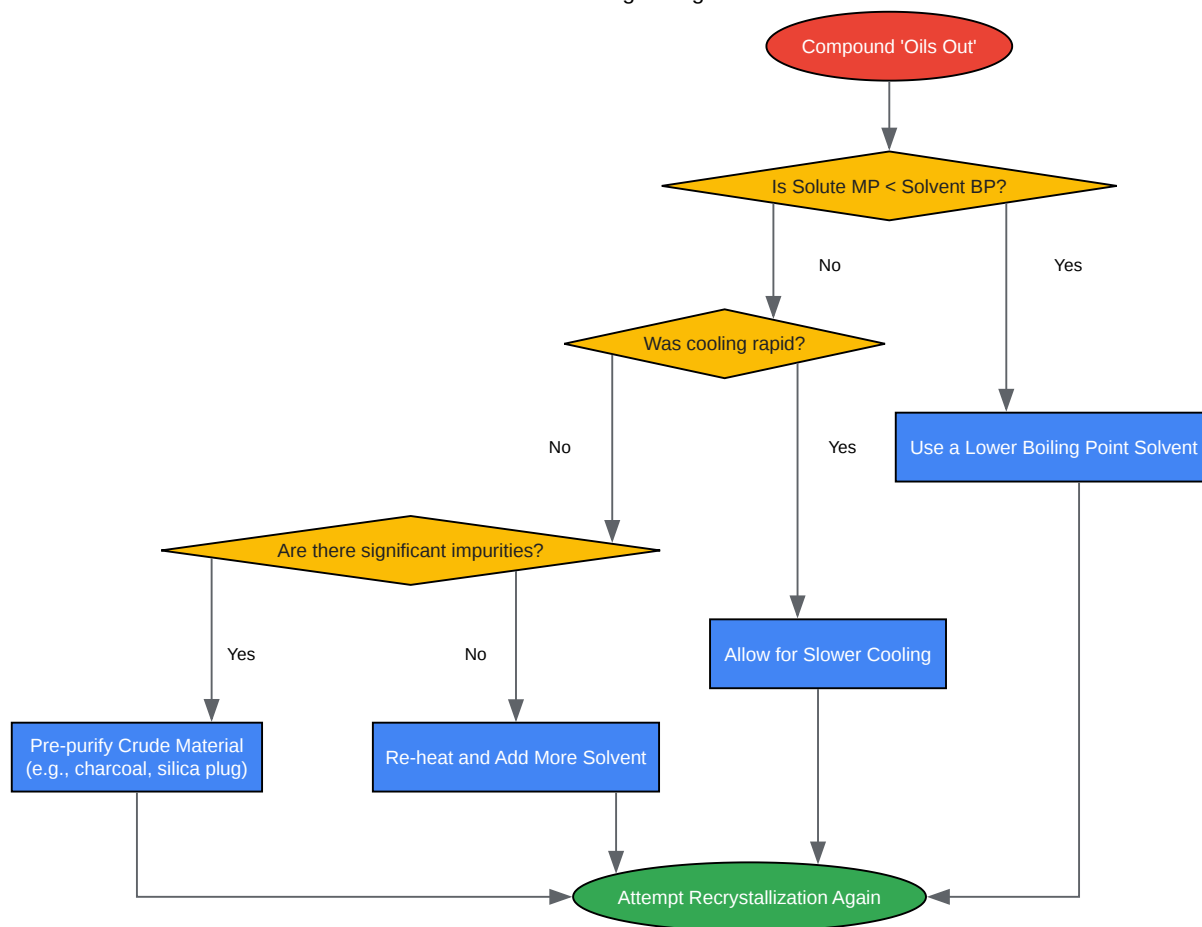 Compound 'Oils Out'
Is Solute MP < Solvent BP?
No
Yes
Was cooling rapid?
No
Yes
Use a Lower Boiling Point Solvent
Are there significant impurities?
Yes
No
Allow for Slower Cooling
Pre-purify Crude Material
(e.g., charcoal, silica plug)
Re-heat and Add More Solvent
Attempt Recrystallization Again